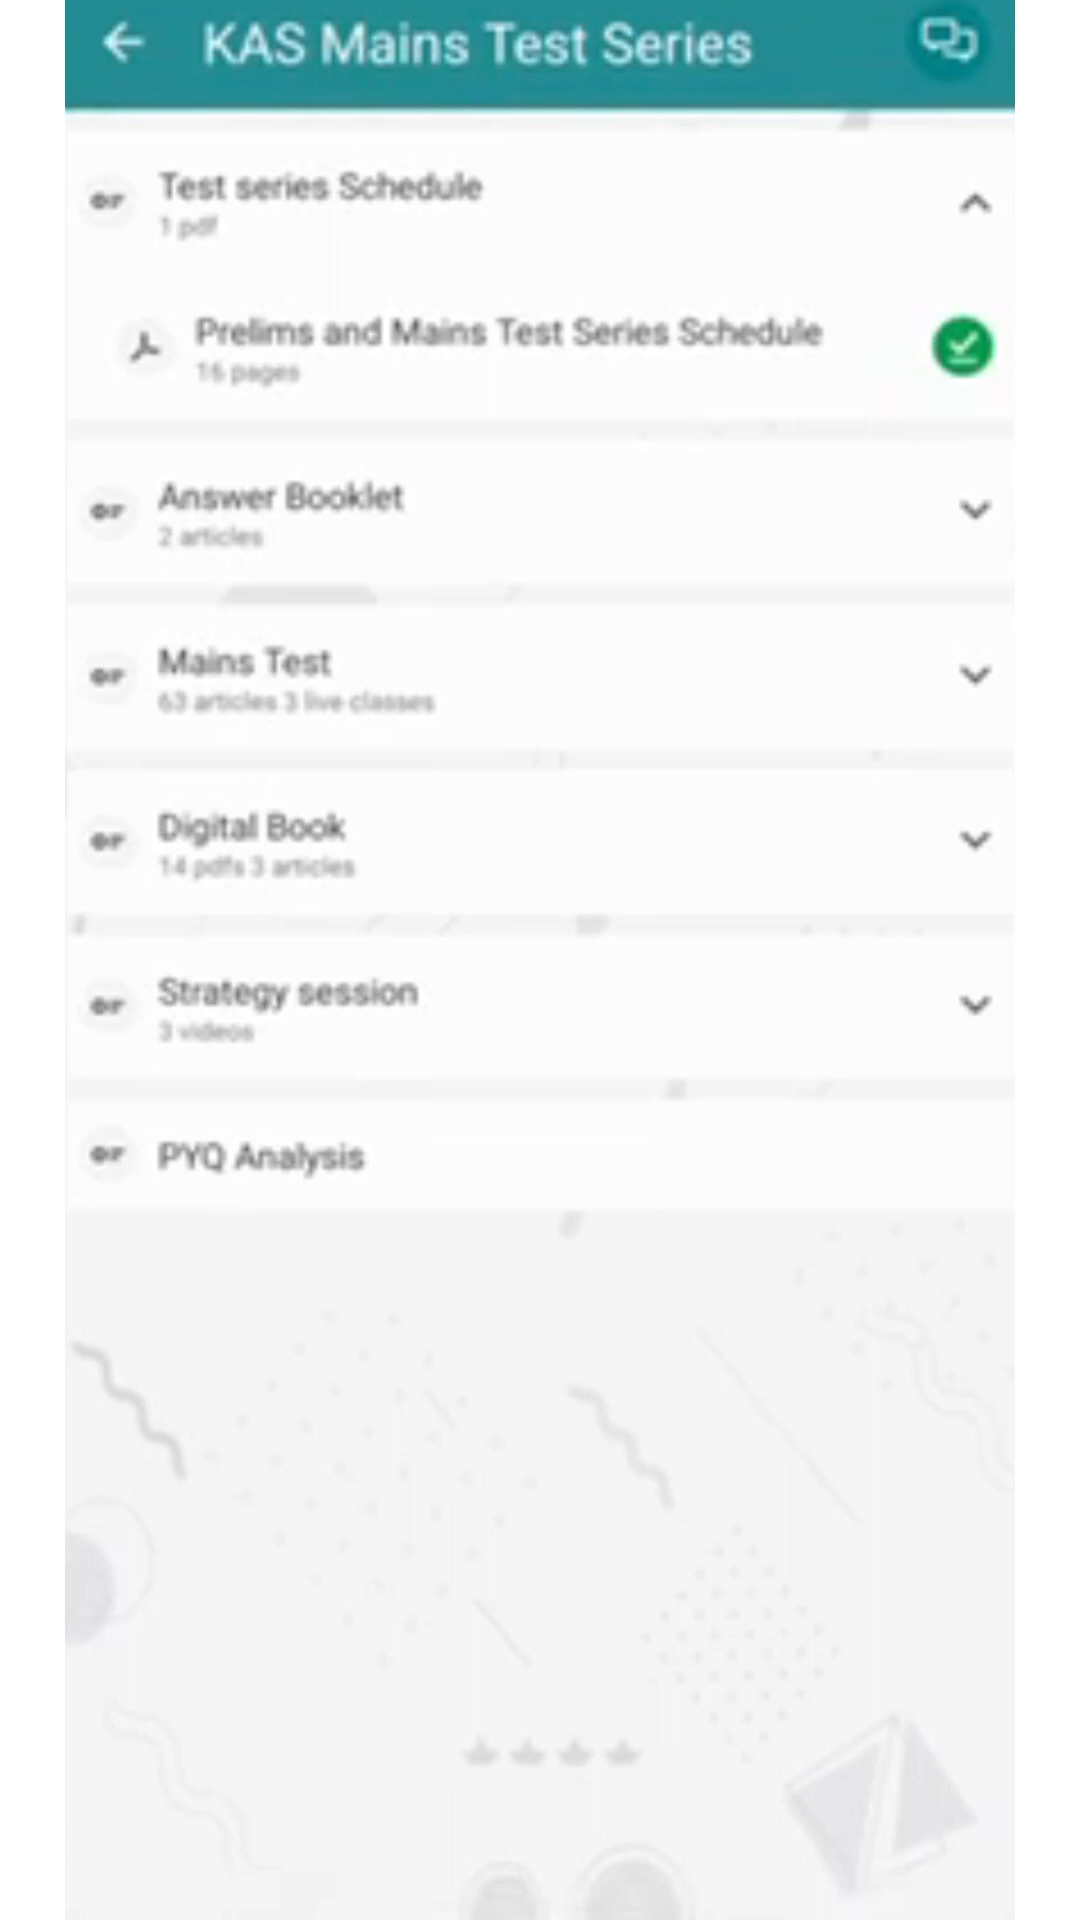 KAS Mains Test Series
Test series Schedule
1 pdf
Prelims and Mains Test Series Schedule
16 pages
Answer Booklet
2 articles
Mains Test
63 articles 3 live classes
Digital Book
14 pdfs 3 articles
Strategy session
3 videos
PYQ Analysis